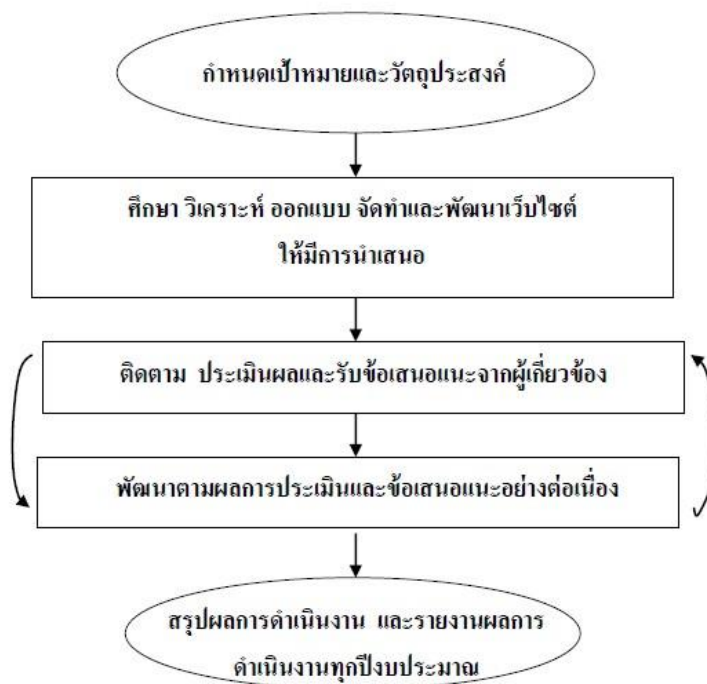 กำหนดเป้าหมายและวัตถุประสงค์
ศึกษา วิเคราะห์ ออกแบบ จัดทำและพัฒนาเว็บไซต์
ให้มีการนำเสนอ
ติดตาม ประเมินผลและรับข้อเสนอแนะจากผู้เกี่ยวข้อง
พัฒนาตามผลการประเมินและข้อเสนอแนะอย่างต่อเนื่อง
สรุปผลการดำเนินงาน และรายงานผลการ
ดำเนินงานทุกปีงบประมาณ